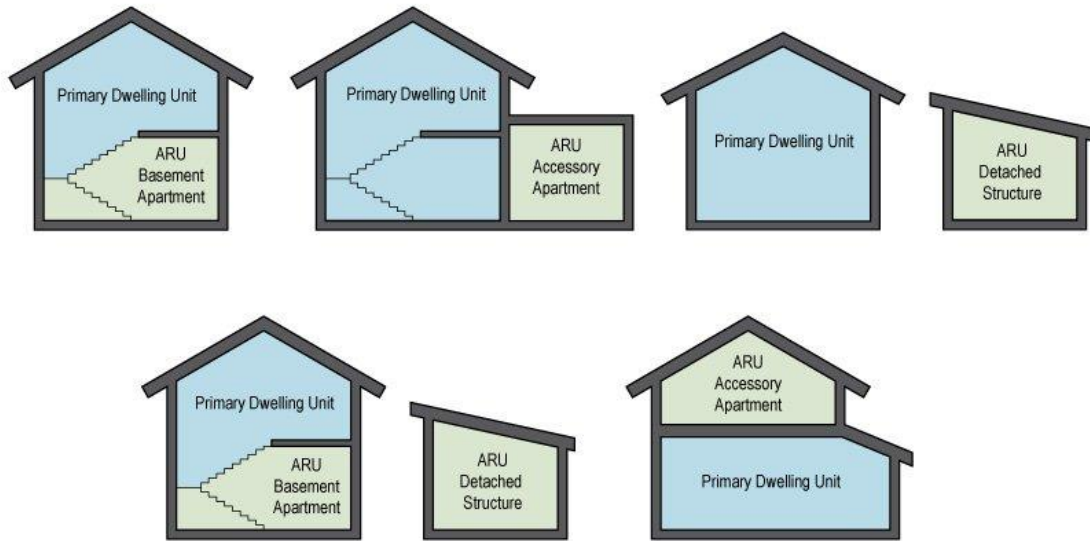 Primary Dwelling Unit
ARU
Basement
Apartment
Primary Dwelling Unit
ARU
Accessory
Apartment
Primary Dwelling Unit
ARU
Detached
Structure
Primary Dwelling Unit
ARU
Basement
Apartment
ARU
Detached
Structure
ARU
Accessory
Apartment
Primary Dwelling Unit